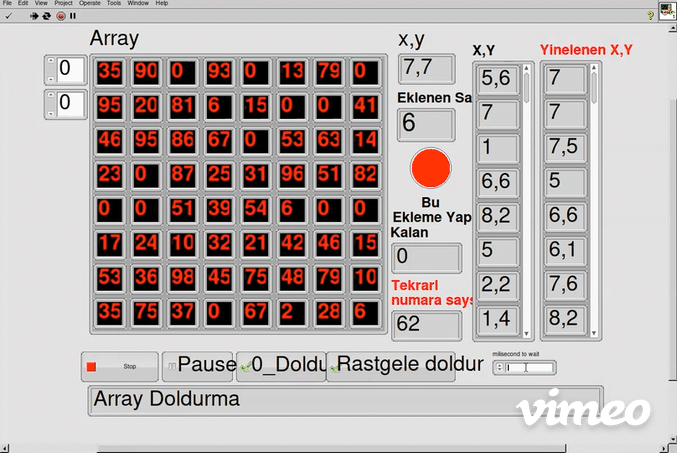 File Edit View Project Operate Tools Window Help
Array
x,y
X,Y
Yinelenen X,Y
0
0
35 90 0 93 0 13 79 0
95 20 81 6 15 0 0 41
46 95 86 67 0 53 63 14
23 0 87 25 31 96 51 82
0 0 51 39 54 6 0 0
17 24 10 32 21 42 46 15
53 36 98 45 75 48 79 10
35 75 37 0 67 2 28 6
7,7
Eklenen Sa
6
Bu
Ekleme Yap
Kalan
0
Tekrarl
numara says
62
5,6
7
1
6,6
8,2
5
2,2
1,4
7
7
7,5
5
6,6
6,1
7,6
8,2
Stop
Pause
0_Doldu
Rastgele doldur
milisecond to wait
Array Doldurma
vimeo